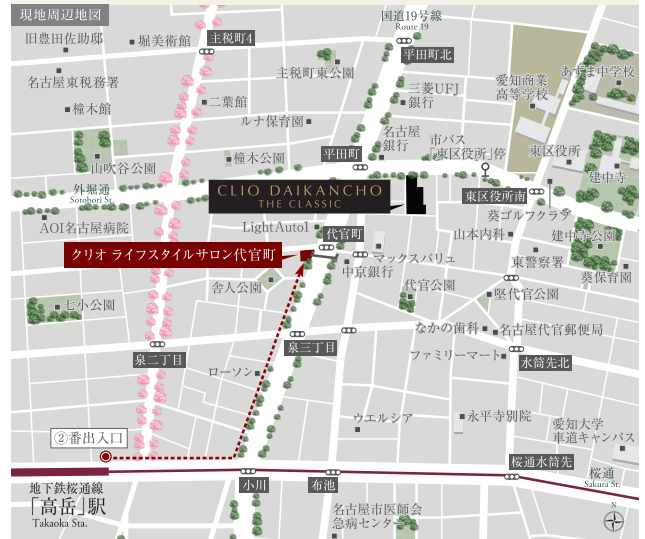 現地周辺地図
旧豊田佐助邸
堀美術館
主税町4
国道19号線
Route 19
平田町北
名古屋東税務署
主税町東公園
三菱UFJ
銀行
愛知商業
高等学校
あずま中学校
橦木館
二葉館
ルナ保育園
名古屋
銀行
市バス
「東区役所」停
平田町
山吹谷公園
橦木公園
東区役所
建中寺
外堀通
Sotobori St.
CLIO DAIKANCHO
THE CLASSIC
東区役所南
葵ゴルフクラブ
AOI名古屋病院
LightAuto1
代官町
山本内科
建中寺公園
クリオ ライフスタイルサロン代官町
マックスバリュ
中京銀行
東警察署
葵保育園
舎人公園
代官公園
堅代官公園
七小公園
なかの歯科
名古屋代官郵便局
泉二丁目
泉三丁目
ファミリーマート
水筒先北
ローソン
ウエルシア
永平寺別院
愛知大学
車道キャンパス
②番出入口
桜通水筒先
桜通
Sakura St.
小川
布池
地下鉄桜通線
「高岳」駅
Takaoka Sta.
名古屋市医師会
急病センター
N